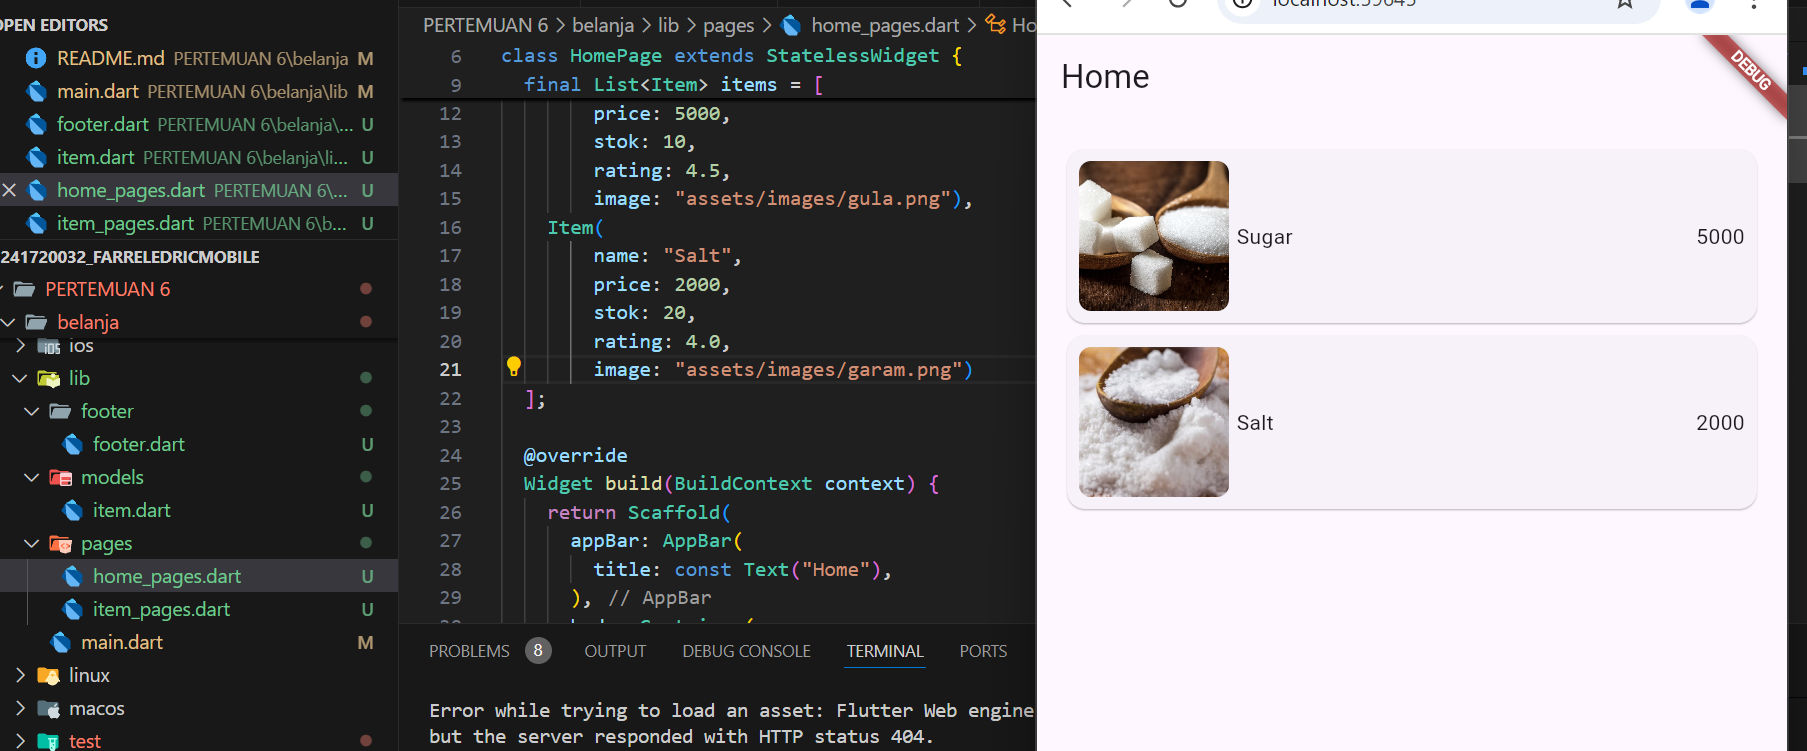 OPEN EDITORS
README.md PERTEMUAN 6\belanja M
main.dart PERTEMUAN 6\belanja\lib M
footer.dart PERTEMUAN 6\belanja\... U
item.dart PERTEMUAN 6\belanja\li... U
home_pages.dart PERTEMUAN 6\... U
item_pages.dart PERTEMUAN 6\b... U
241720032_FARRELEDRICMOBILE
PERTEMUAN 6
belanja
ios
lib
footer
footer.dart U
models
item.dart U
pages
home_pages.dart U
item_pages.dart U
main.dart M
linux
macos
test
PERTEMUAN 6 > belanja > lib > pages > home_pages.dart > Ho
6 class HomePage extends StatelessWidget {
9 final List<Item> items = [
12 price: 5000,
13 stok: 10,
14 rating: 4.5,
15 image: "assets/images/gula.png"),
16 Item(
17 name: "Salt",
18 price: 2000,
19 stok: 20,
20 rating: 4.0,
21 image: "assets/images/garam.png")
22 ];
23
24 @override
25 Widget build(BuildContext context) {
26 return Scaffold(
27 appBar: AppBar(
28 title: const Text("Home"),
29 ), // AppBar
PROBLEMS 8 OUTPUT DEBUG CONSOLE TERMINAL PORTS
Error while trying to load an asset: Flutter Web engine
but the server responded with HTTP status 404.
Home
DEBUG
Sugar 5000
Salt 2000